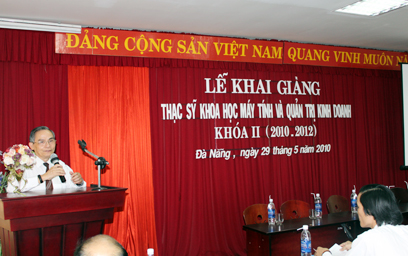 ĐẢNG CỘNG SẢN VIỆT NAM QUANG VINH MUÔN NĂM
LỄ KHAI GIẢNG
THẠC SỸ KHOA HỌC MÁY TÍNH VÀ QUẢN TRỊ KINH DOANH
KHÓA II (2010-2012)
Đà Nẵng, ngày 29 tháng 5 năm 2010